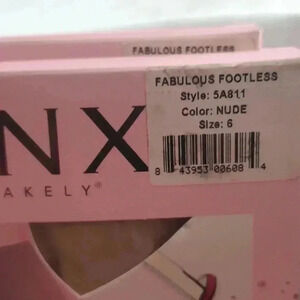 FABULOUS FOOTLESS
FABULOUS FOOTLESS
Style: 5A811
Color: NUDE
Size: 6
8 43953 00608 4
NX
AKELY®